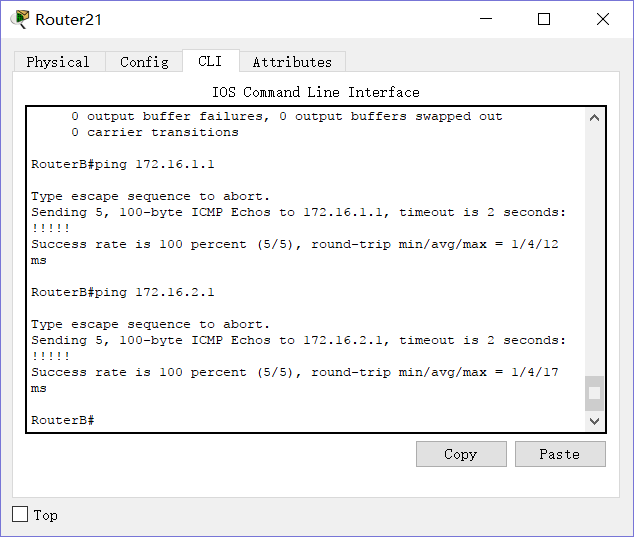 Router21
Physical Config CLI Attributes
IOS Command Line Interface
0 output buffer failures, 0 output buffers swapped out
0 carrier transitions
RouterB#ping 172.16.1.1
Type escape sequence to abort.
Sending 5, 100-byte ICMP Echos to 172.16.1.1, timeout is 2 seconds:
!!!!!
Success rate is 100 percent (5/5), round-trip min/avg/max = 1/4/12
ms
RouterB#ping 172.16.2.1
Type escape sequence to abort.
Sending 5, 100-byte ICMP Echos to 172.16.2.1, timeout is 2 seconds:
!!!!!
Success rate is 100 percent (5/5), round-trip min/avg/max = 1/4/17
ms
RouterB#
Copy Paste
Top